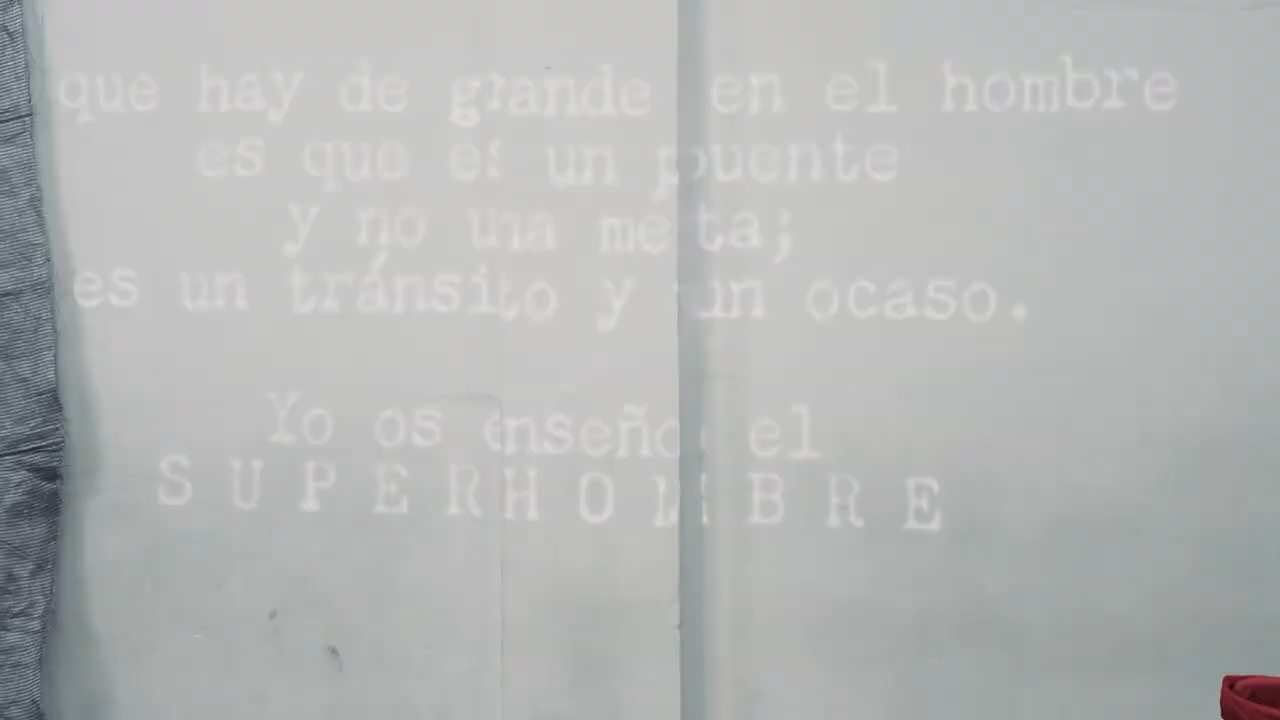 que hay de grande en el hombre
es que es un puente
y no una meta;
es un tránsito y un ocaso.
Yo os enseño el
SUPERHOMBRE